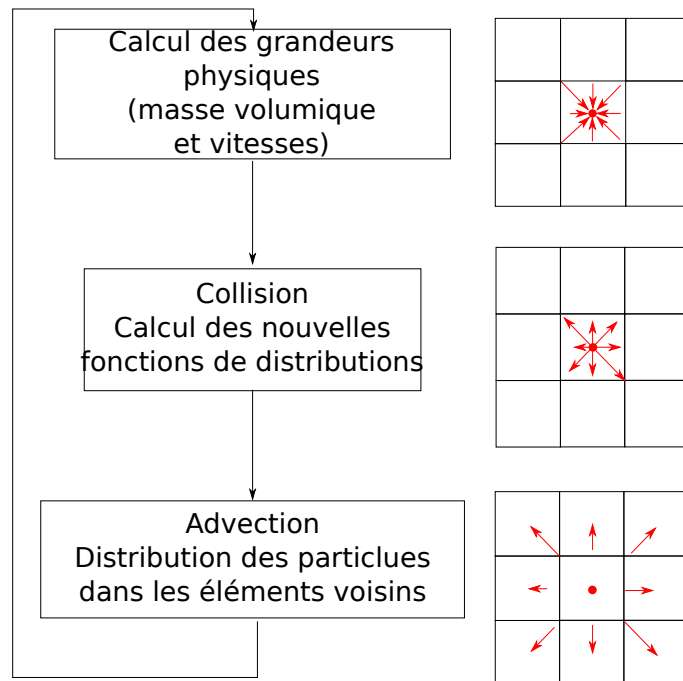 Calcul des grandeurs
physiques
(masse volumique
et vitesses)
Collision
Calcul des nouvelles
fonctions de distributions
Advection
Distribution des particlues
dans les éléments voisins